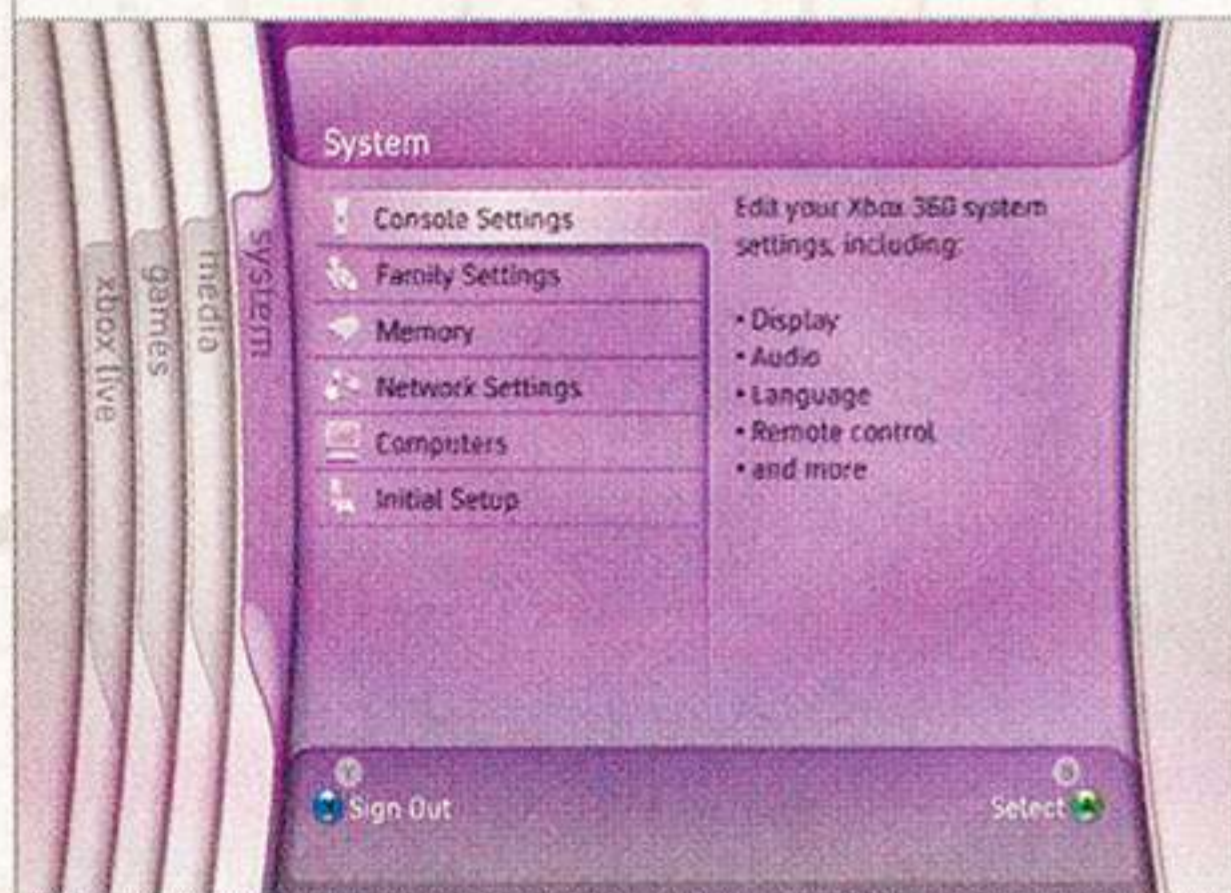 System
xbox live
games
media
system
Console Settings
Family Settings
Memory
Network Settings
Computers
Initial Setup
Edit your Xbox 360 system
settings, including:
• Display
• Audio
• Language
• Remote control
• and more
Y
X Sign Out
B
Select A